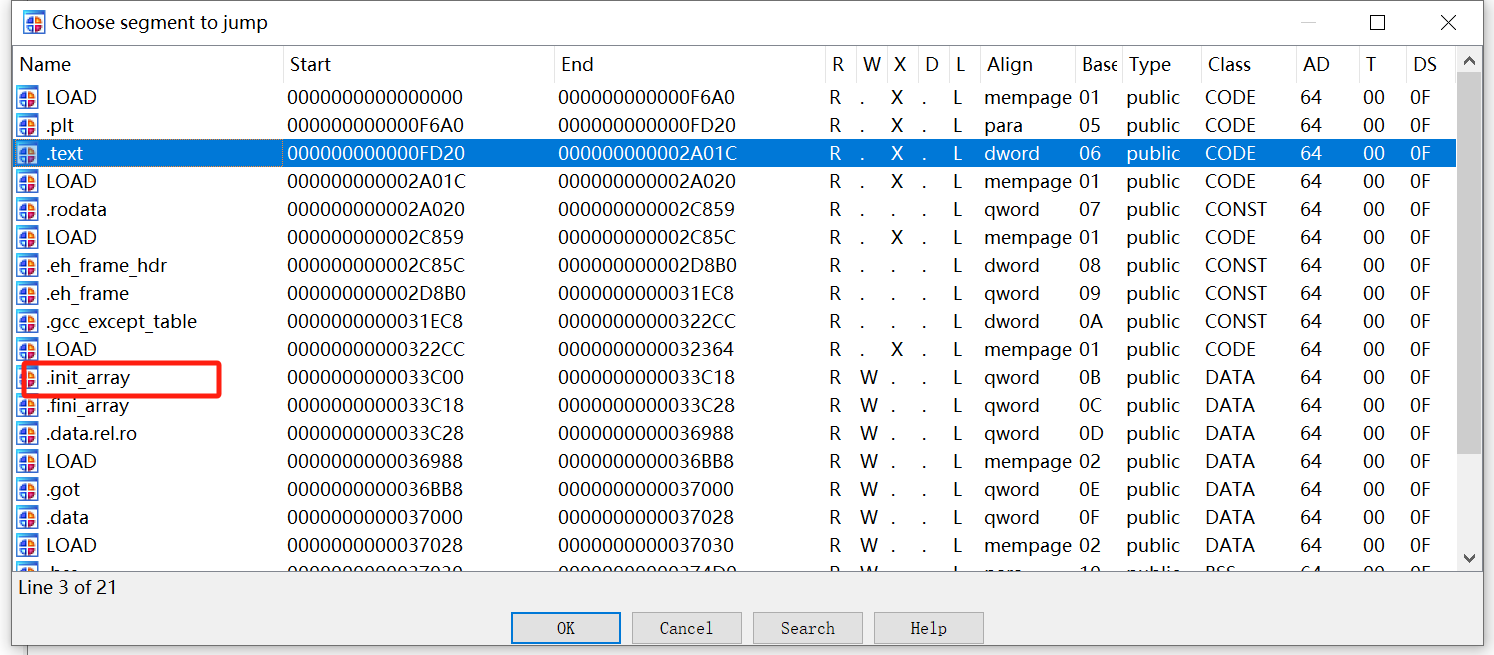 Choose segment to jump
Name Start End R W X D L Align Base Type Class AD T DS
LOAD 0000000000000000 000000000000F6A0 R . X . L mempage 01 public CODE 64 00 0F
.plt 000000000000F6A0 000000000000FD20 R . X . L para 05 public CODE 64 00 0F
.text 000000000000FD20 000000000002A01C R . X . L dword 06 public CODE 64 00 0F
LOAD 000000000002A01C 000000000002A020 R . X . L mempage 01 public CODE 64 00 0F
.rodata 000000000002A020 000000000002C859 R . . . L qword 07 public CONST 64 00 0F
LOAD 000000000002C859 000000000002C85C R . X . L mempage 01 public CODE 64 00 0F
.eh_frame_hdr 000000000002C85C 000000000002D8B0 R . . . L dword 08 public CONST 64 00 0F
.eh_frame 000000000002D8B0 0000000000031EC8 R . . . L qword 09 public CONST 64 00 0F
.gcc_except_table 0000000000031EC8 00000000000322CC R . . . L dword 0A public CONST 64 00 0F
LOAD 00000000000322CC 0000000000032364 R . X . L mempage 01 public CODE 64 00 0F
.init_array 0000000000033C00 0000000000033C18 R W . . L qword 0B public DATA 64 00 0F
.fini_array 0000000000033C18 0000000000033C28 R W . . L qword 0C public DATA 64 00 0F
.data.rel.ro 0000000000033C28 0000000000036988 R W . . L qword 0D public DATA 64 00 0F
LOAD 0000000000036988 0000000000036BB8 R W . . L mempage 02 public DATA 64 00 0F
.got 0000000000036BB8 0000000000037000 R W . . L qword 0E public DATA 64 00 0F
.data 0000000000037000 0000000000037028 R W . . L qword 0F public DATA 64 00 0F
LOAD 0000000000037028 0000000000037030 R W . . L mempage 02 public DATA 64 00 0F
Line 3 of 21
OK Cancel Search Help